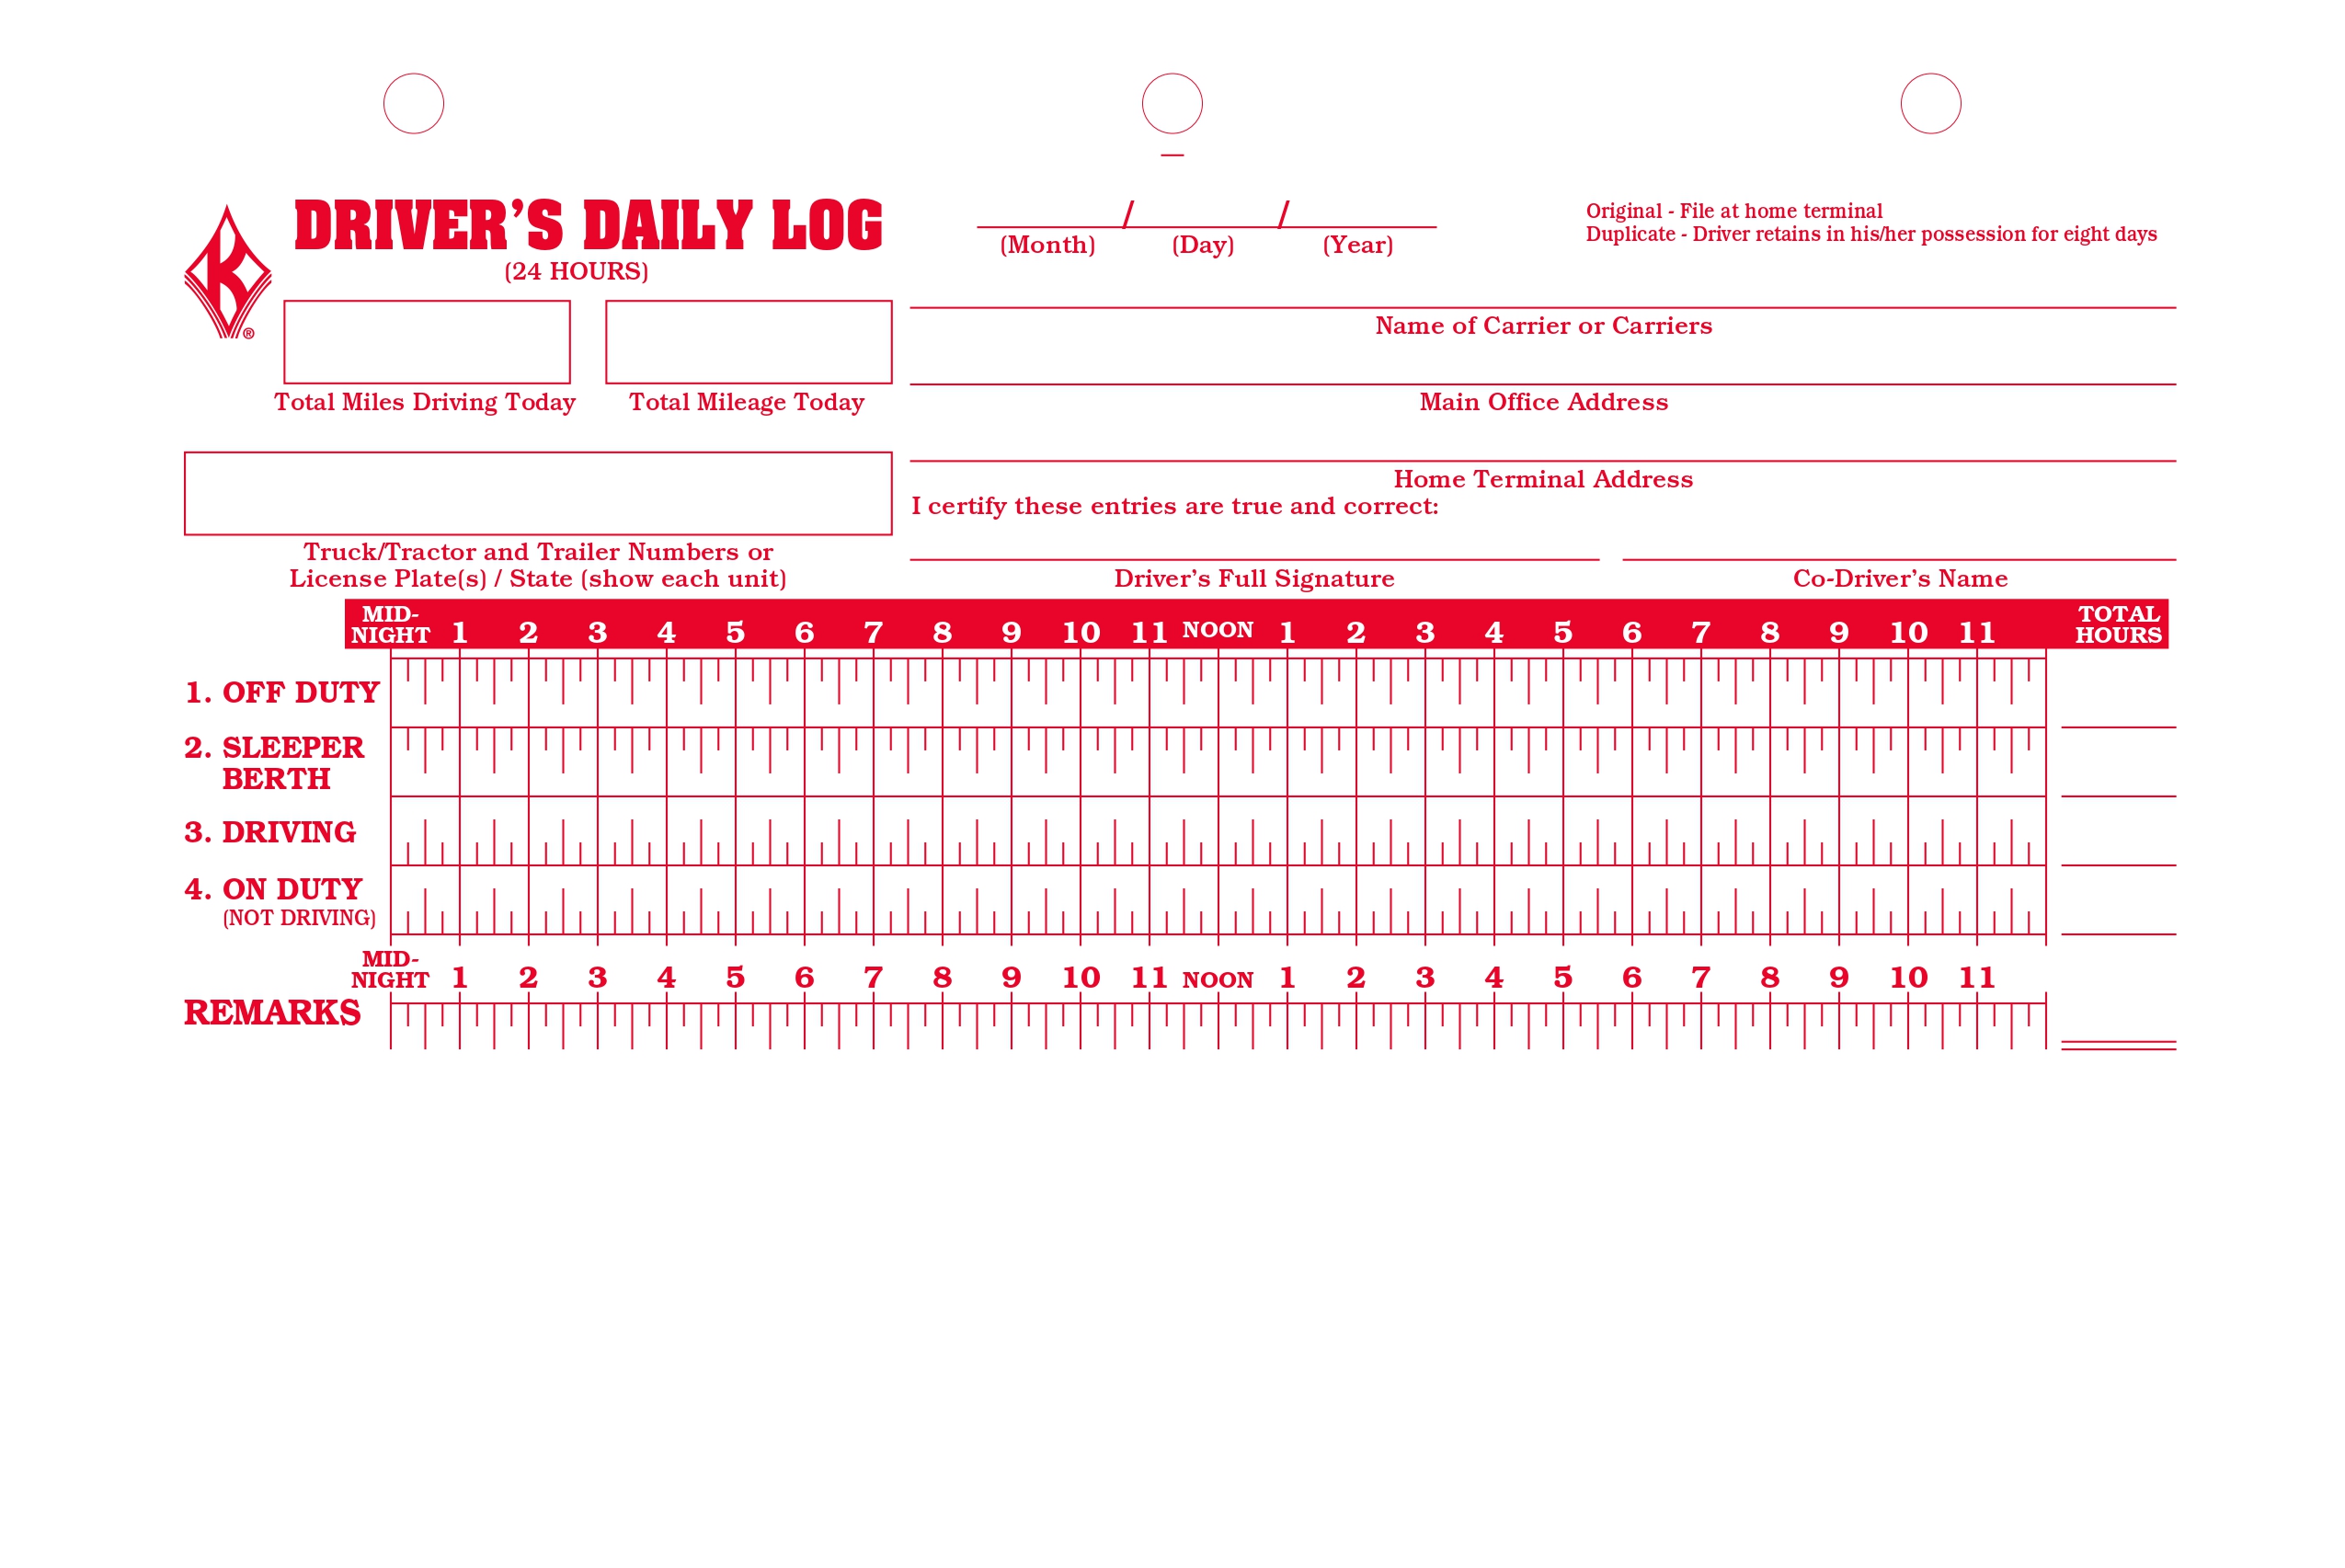 DRIVER'S DAILY LOG
(24 HOURS)
/ /
(Month) (Day) (Year)
Original - File at home terminal
Duplicate - Driver retains in his/her possession for eight days
K
®
Name of Carrier or Carriers
Total Miles Driving Today Total Mileage Today
Main Office Address
Home Terminal Address
I certify these entries are true and correct:
Truck/Tractor and Trailer Numbers or
License Plate(s) / State (show each unit)
Driver's Full Signature Co-Driver's Name
MID-
NIGHT 1 2 3 4 5 6 7 8 9 10 11 NOON 1 2 3 4 5 6 7 8 9 10 11 TOTAL
HOURS
1. OFF DUTY
2. SLEEPER
BERTH
3. DRIVING
4. ON DUTY
(NOT DRIVING)
MID-
NIGHT 1 2 3 4 5 6 7 8 9 10 11 NOON 1 2 3 4 5 6 7 8 9 10 11
REMARKS